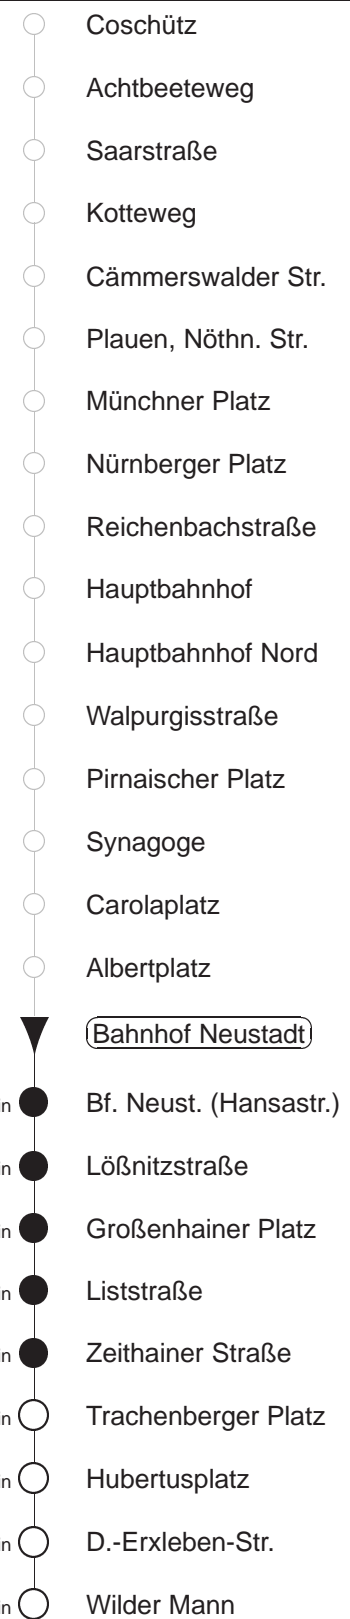 Coschütz
Achtbeeteweg
Saarstraße
Kotteweg
Cämmerswalder Str.
Plauen, Nöthn. Str.
Münchner Platz
Nürnberger Platz
Reichenbachstraße
Hauptbahnhof
Hauptbahnhof Nord
Walpurgisstraße
Pirnaischer Platz
Synagoge
Carolaplatz
Albertplatz
Bahnhof Neustadt
Bf. Neust. (Hansastr.)
Lößnitzstraße
Großenhainer Platz
Liststraße
Zeithainer Straße
Trachenberger Platz
Hubertusplatz
D.-Erxleben-Str.
Wilder Mann